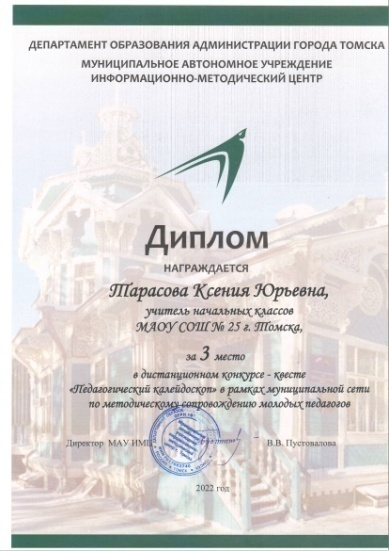 ДЕПАРТАМЕНТ ОБРАЗОВАНИЯ АДМИНИСТРАЦИИ ГОРОДА ТОМСКА
МУНИЦИПАЛЬНОЕ АВТОНОМНОЕ УЧРЕЖДЕНИЕ
ИНФОРМАЦИОННО-МЕТОДИЧЕСКИЙ ЦЕНТР
Диплом
НАГРАЖДАЕТСЯ
Тарасова Ксения Юрьевна,
учитель начальных классов
МАОУ СОШ № 25 г. Томска,
за 3 место
в дистанционном конкурсе - квесте
«Педагогический калейдоскоп» в рамках муниципальной сети
по методическому сопровождению молодых педагогов
Директор МАУ ИМЦ В.В. Пустовалова
2022 год